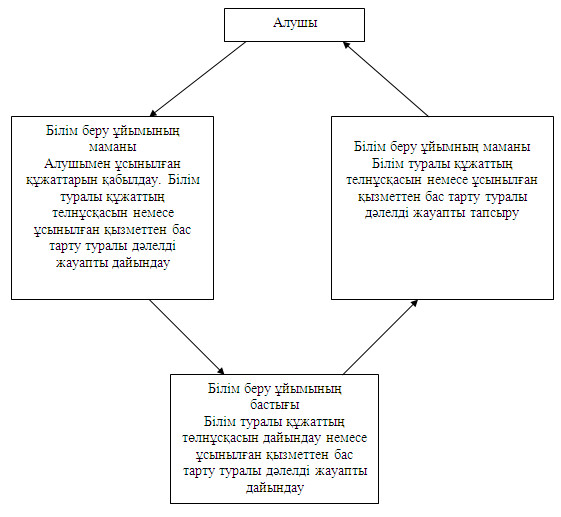 Алушы
Білім беру ұйымының
маманы
Алушымен ұсынылған
құжаттарын қабылдау. Білім
туралы құжаттың
телнұсқасын немесе
ұсынылған қызметтен бас
тарту туралы дәлелді
жауапты дайындау
Білім беру ұйымның маманы
Білім туралы құжаттың
телнұсқасын немесе ұсынылған
қызметтен бас тарту туралы
дәлелді жауапты тапсыру
Білім беру ұйымының
бастығы
Білім туралы құжаттың
төлнұсқасын дайындау немесе
ұсынылған қызметтен бас
тарту туралы дәлелді жауапты
дайындау